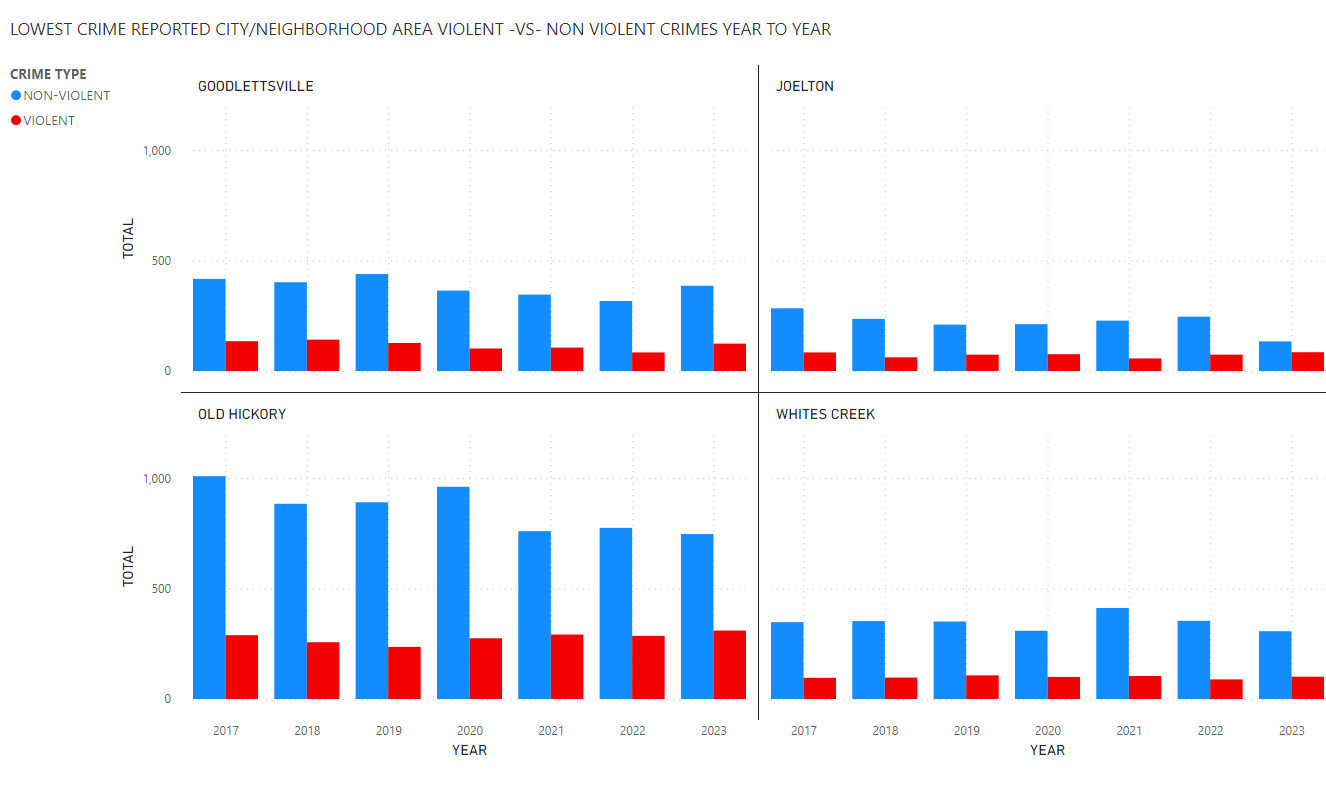 LOWEST CRIME REPORTED CITY/NEIGHBORHOOD AREA VIOLENT -VS- NON VIOLENT CRIMES YEAR TO YEAR
CRIME TYPE
NON-VIOLENT
VIOLENT
GOODLETTSVILLE
JOELTON
1,000
500
0
TOTAL
OLD HICKORY
WHITES CREEK
1,000
500
0
TOTAL
2017 2018 2019 2020 2021 2022 2023
2017 2018 2019 2020 2021 2022 2023
YEAR
YEAR